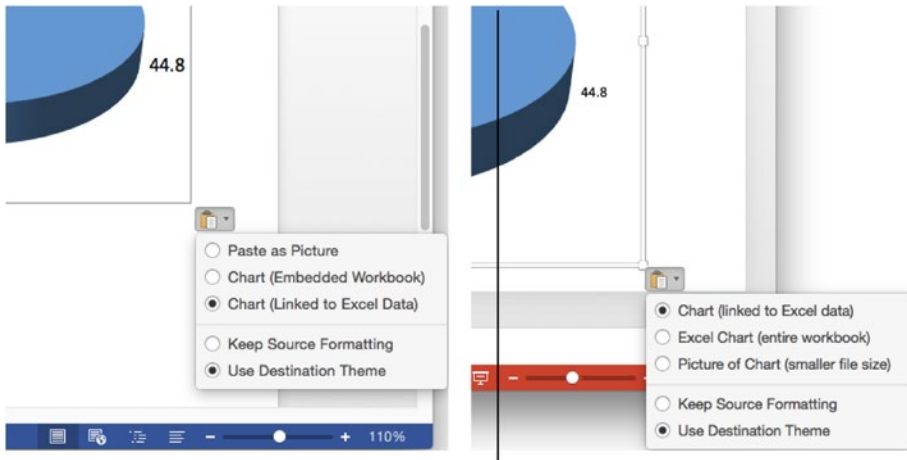 44.8
Paste as Picture
Chart (Embedded Workbook)
Chart (Linked to Excel Data)
Keep Source Formatting
Use Destination Theme
110%
44.8
Chart (linked to Excel data)
Excel Chart (entire workbook)
Picture of Chart (smaller file size)
Keep Source Formatting
Use Destination Theme